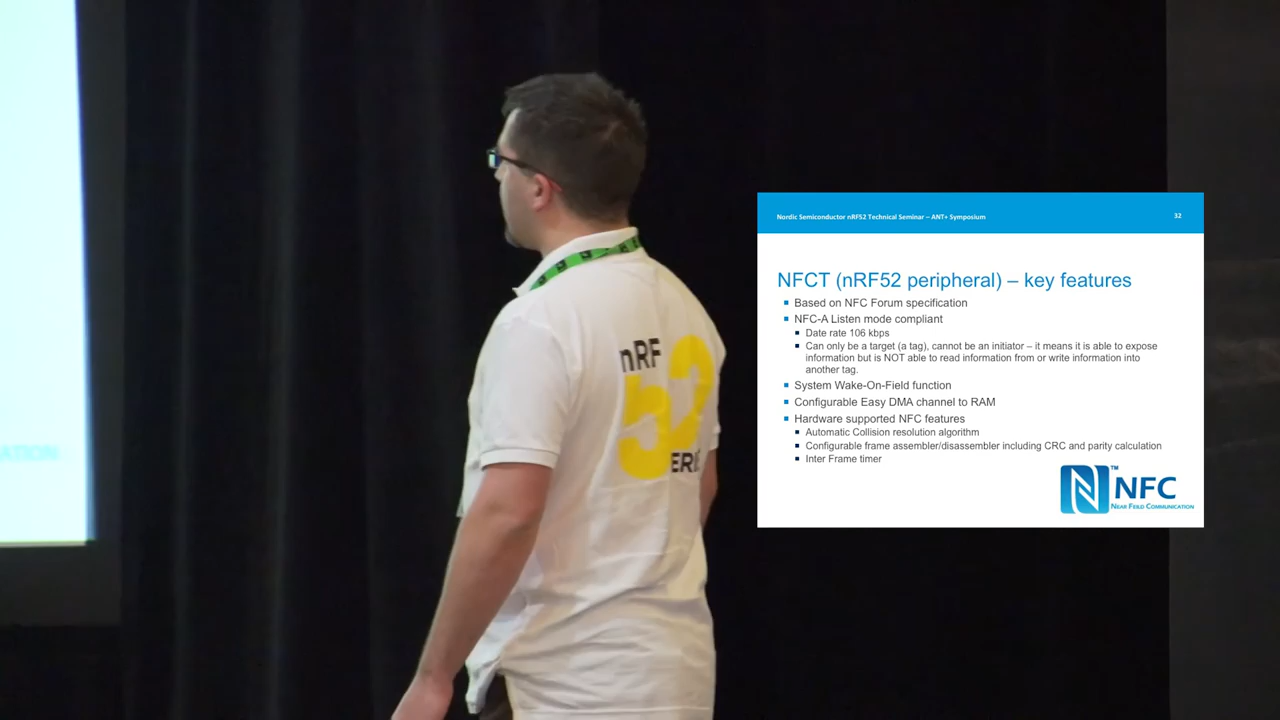 Nordic Semiconductor nRF52 Technical Seminar – ANT+ Symposium
32
NFCT (nRF52 peripheral) – key features
Based on NFC Forum specification
NFC-A Listen mode compliant
Date rate 106 kbps
Can only be a target (a tag), cannot be an initiator – it means it is able to expose
information but is NOT able to read information from or write information into
another tag.
System Wake-On-Field function
Configurable Easy DMA channel to RAM
Hardware supported NFC features
Automatic Collision resolution algorithm
Configurable frame assembler/disassembler including CRC and parity calculation
Inter Frame timer
NFC™
Near Feild Communication
nRF
52